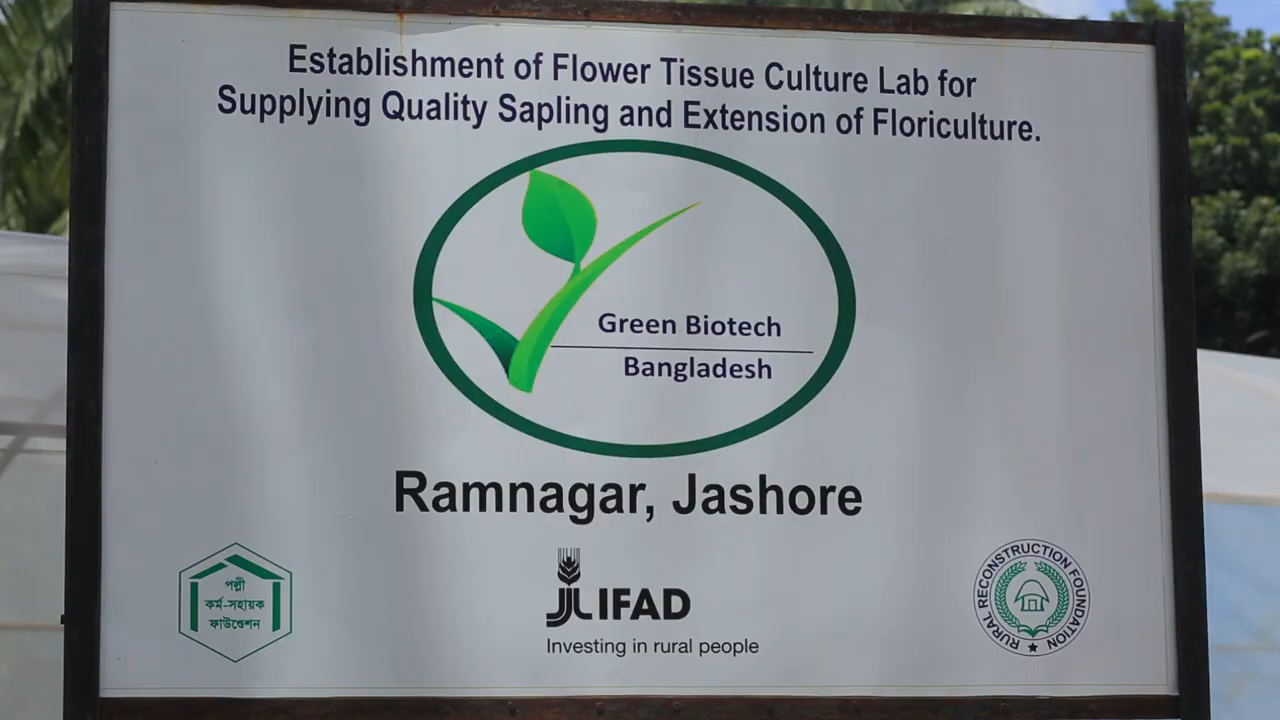 Establishment of Flower Tissue Culture Lab for
Supplying Quality Sapling and Extension of Floriculture.
Green Biotech
Bangladesh
Ramnagar, Jashore
পল্লী
কর্ম-সহায়ক
ফাউণ্ডেশন
IFAD
Investing in rural people
RURAL RECONSTRUCTION FOUNDATION